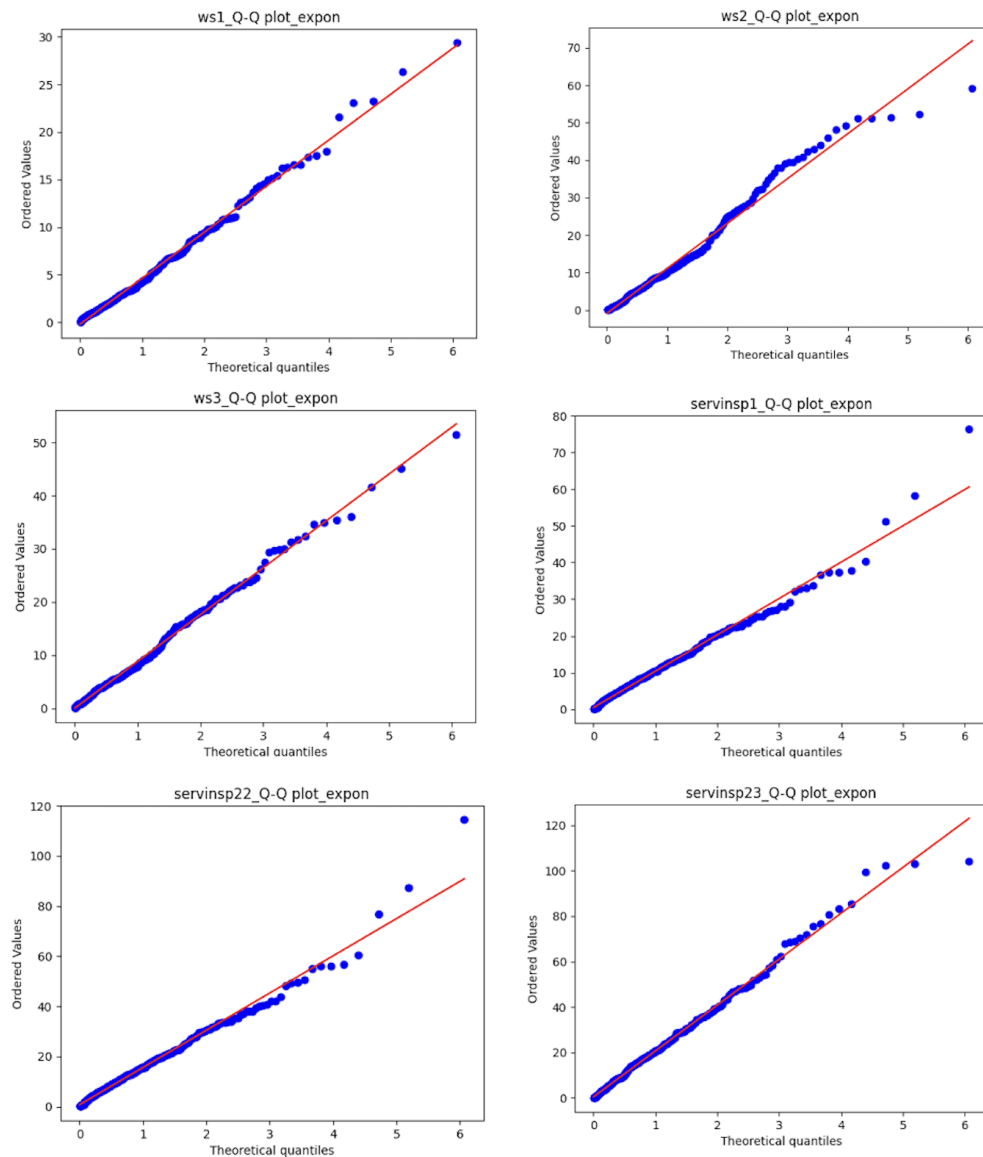 ws1_Q-Q plot_expon
30
25
20
15
10
5
0
Ordered Values
0 1 2 3 4 5 6
Theoretical quantiles
ws2_Q-Q plot_expon
70
60
50
40
30
20
10
0
Ordered Values
0 1 2 3 4 5 6
Theoretical quantiles
ws3_Q-Q plot_expon
50
40
30
20
10
0
Ordered Values
0 1 2 3 4 5 6
Theoretical quantiles
servinsp1_Q-Q plot_expon
80
70
60
50
40
30
20
10
0
Ordered Values
0 1 2 3 4 5 6
Theoretical quantiles
servinsp22_Q-Q plot_expon
120
100
80
60
40
20
0
Ordered Values
0 1 2 3 4 5 6
Theoretical quantiles
servinsp23_Q-Q plot_expon
120
100
80
60
40
20
0
Ordered Values
0 1 2 3 4 5 6
Theoretical quantiles